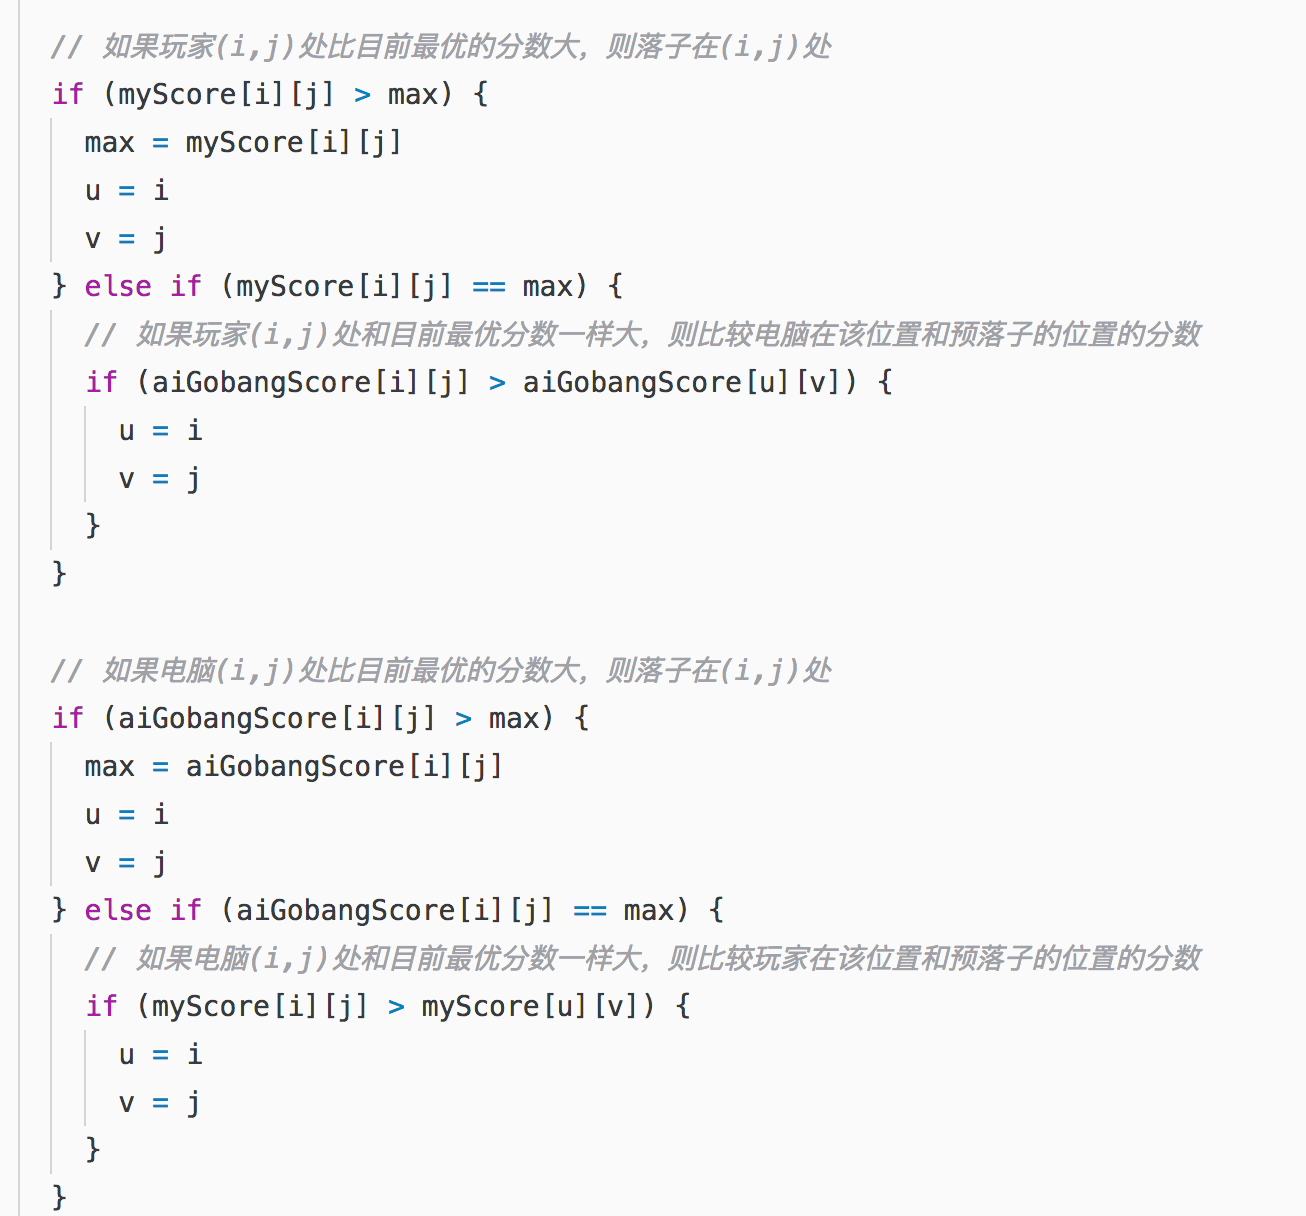 // 如果玩家(i,j)处比目前最优的分数大，则落子在(i,j)处
if (myScore[i][j] > max) {
  max = myScore[i][j]
  u = i
  v = j
} else if (myScore[i][j] == max) {
  // 如果玩家(i,j)处和目前最优分数一样大，则比较电脑在该位置和预落子的位置的分数
  if (aiGobangScore[i][j] > aiGobangScore[u][v]) {
    u = i
    v = j
  }
}

// 如果电脑(i,j)处比目前最优的分数大，则落子在(i,j)处
if (aiGobangScore[i][j] > max) {
  max = aiGobangScore[i][j]
  u = i
  v = j
} else if (aiGobangScore[i][j] == max) {
  // 如果电脑(i,j)处和目前最优分数一样大，则比较玩家在该位置和预落子的位置的分数
  if (myScore[i][j] > myScore[u][v]) {
    u = i
    v = j
  }
}